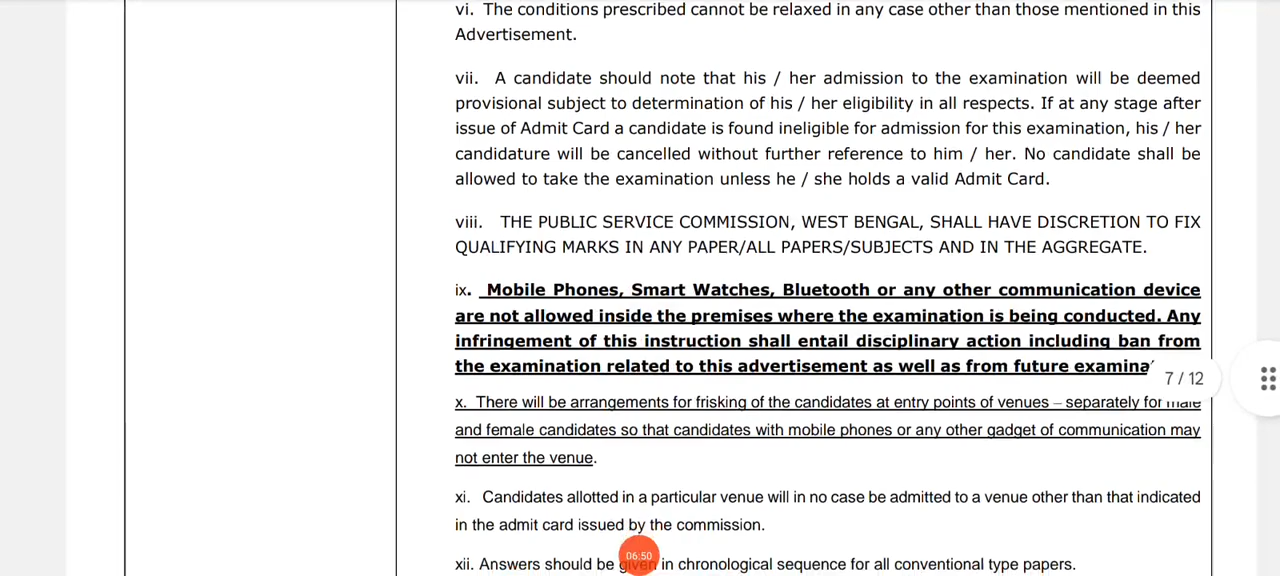 vi. The conditions prescribed cannot be relaxed in any case other than those mentioned in this
Advertisement.
vii. A candidate should note that his / her admission to the examination will be deemed
provisional subject to determination of his / her eligibility in all respects. If at any stage after
issue of Admit Card a candidate is found ineligible for admission for this examination, his / her
candidature will be cancelled without further reference to him / her. No candidate shall be
allowed to take the examination unless he / she holds a valid Admit Card.
viii. THE PUBLIC SERVICE COMMISSION, WEST BENGAL, SHALL HAVE DISCRETION TO FIX
QUALIFYING MARKS IN ANY PAPER/ALL PAPERS/SUBJECTS AND IN THE AGGREGATE.
ix. Mobile Phones, Smart Watches, Bluetooth or any other communication device
are not allowed inside the premises where the examination is being conducted. Any
infringement of this instruction shall entail disciplinary action including ban from
the examination related to this advertisement as well as from future
7 / 12
x. There will be arrangements for frisking of the candidates at entry points of venues – separately for male
and female candidates so that candidates with mobile phones or any other gadget of communication may
not enter the venue.
xi. Candidates allotted in a particular venue will in no case be admitted to a venue other than that indicated
in the admit card issued by the commission.
06:50
xii. Answers should be given in chronological sequence for all conventional type papers.